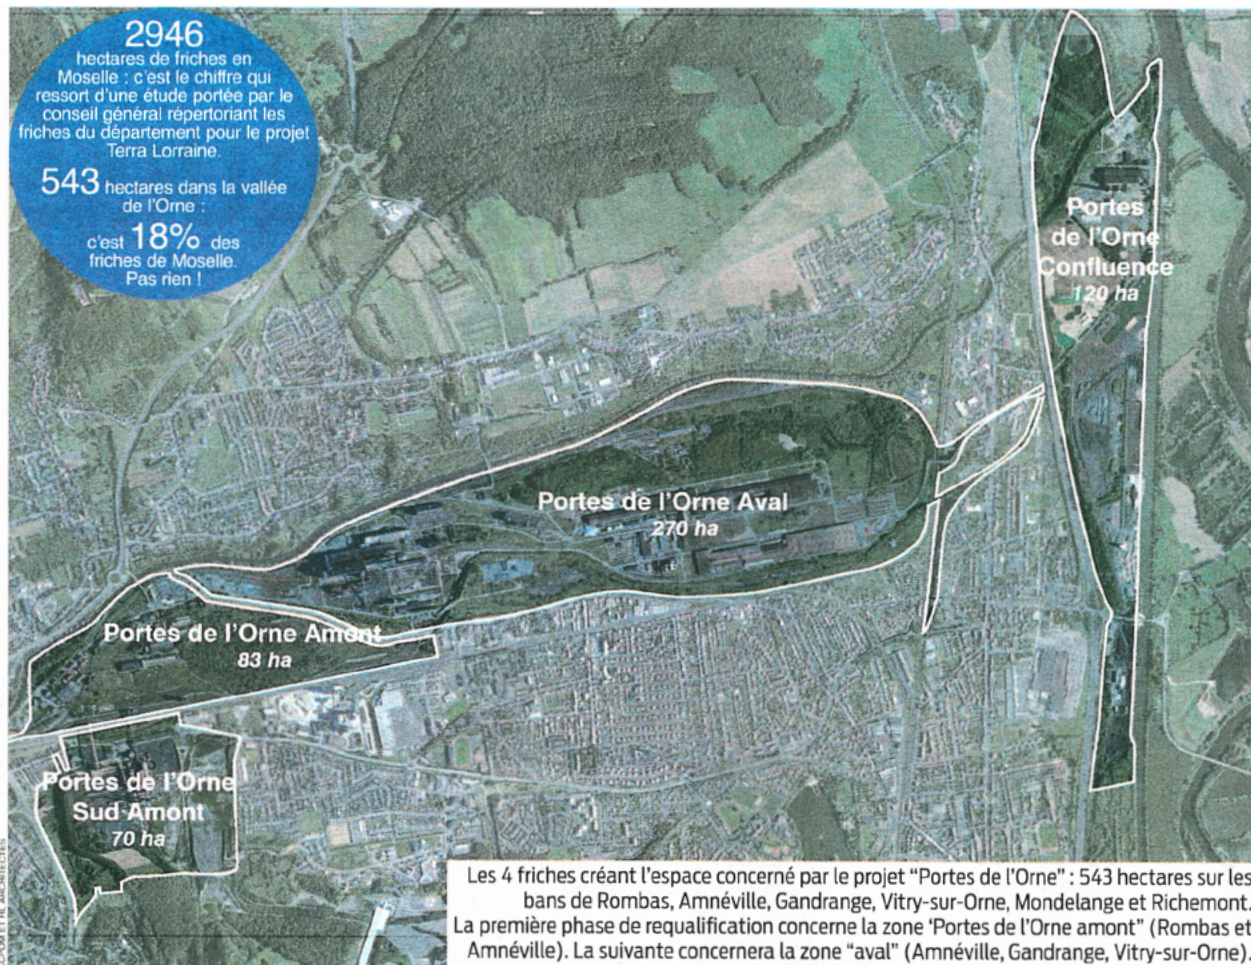 2946
hectares de friches en
Moselle : c'est le chiffre qui
ressort d'une étude portée par le
conseil général répertoriant les
friches du département pour le projet
Terra Lorraine.
543 hectares dans la vallée
de l'Orne :
c'est 18% des
friches de Moselle.
Pas rien !
Portes
de l'Orne
Confluence
120 ha
Portes de l'Orne Aval
270 ha
Portes de l'Orne Amont
83 ha
Portes de l'Orne
Sud Amont
70 ha
ARCHITECTES
Les 4 friches créant l'espace concerné par le projet "Portes de l'Orne" : 543 hectares sur les
bans de Rombas, Amnéville, Gandrange, Vitry-sur-Orne, Mondelange et Richemont.
La première phase de requalification concerne la zone 'Portes de l'Orne amont" (Rombas et
Amnéville). La suivante concernera la zone "aval" (Amnéville, Gandrange, Vitry-sur-Orne).